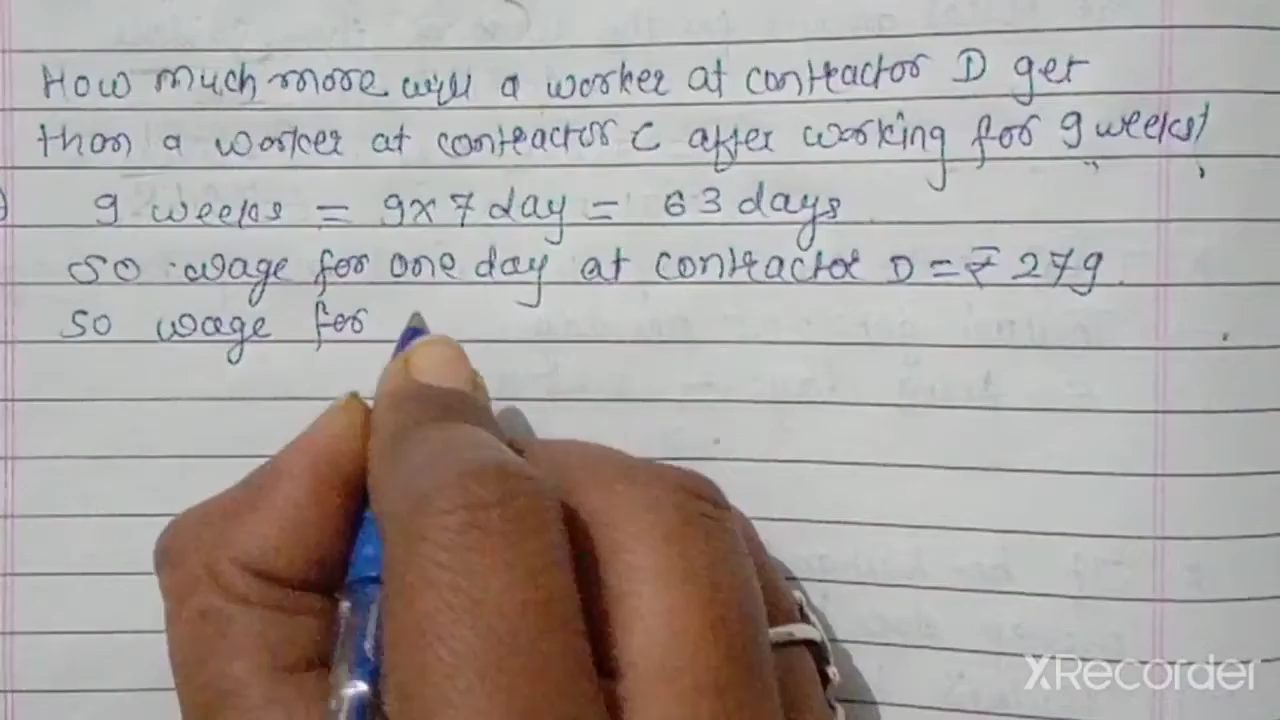 How much more will a worker at contractor D get
than a worker at contractor C after working for 9 weeks?
9 weeks = 9x7 day = 63 days
so wage for one day at contractor D = ₹ 279
so wage for
XRecorder